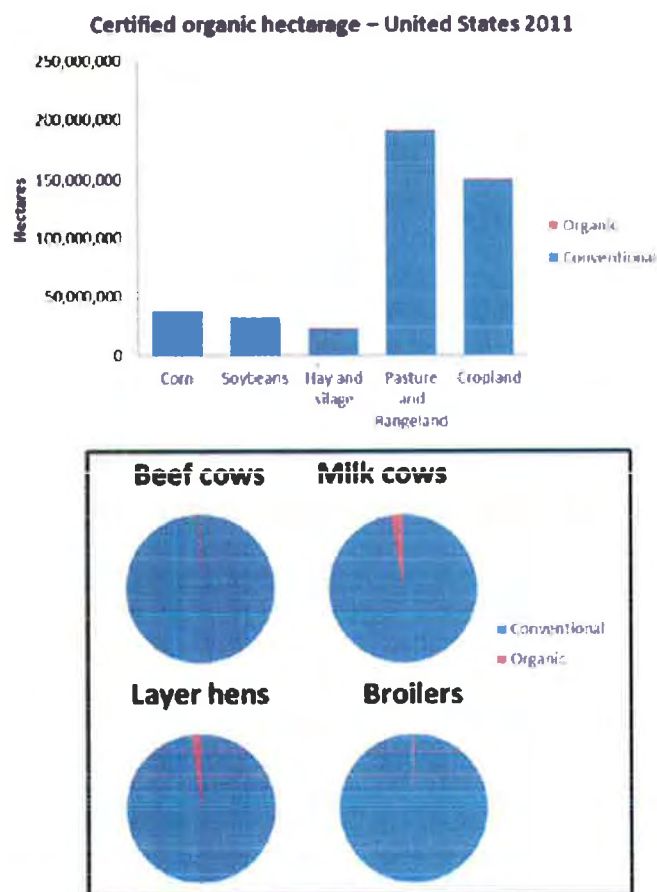 Certified organic hectarage – United States 2011
250,000,000
200,000,000
150,000,000
100,000,000
50,000,000
0
Hectares
Corn
Soybeans
Hay and
silage
Pasture
and
Rangeland
Cropland
Organic
Conventional
Beef cows
Milk cows
Conventional
Organic
Layer hens
Broilers